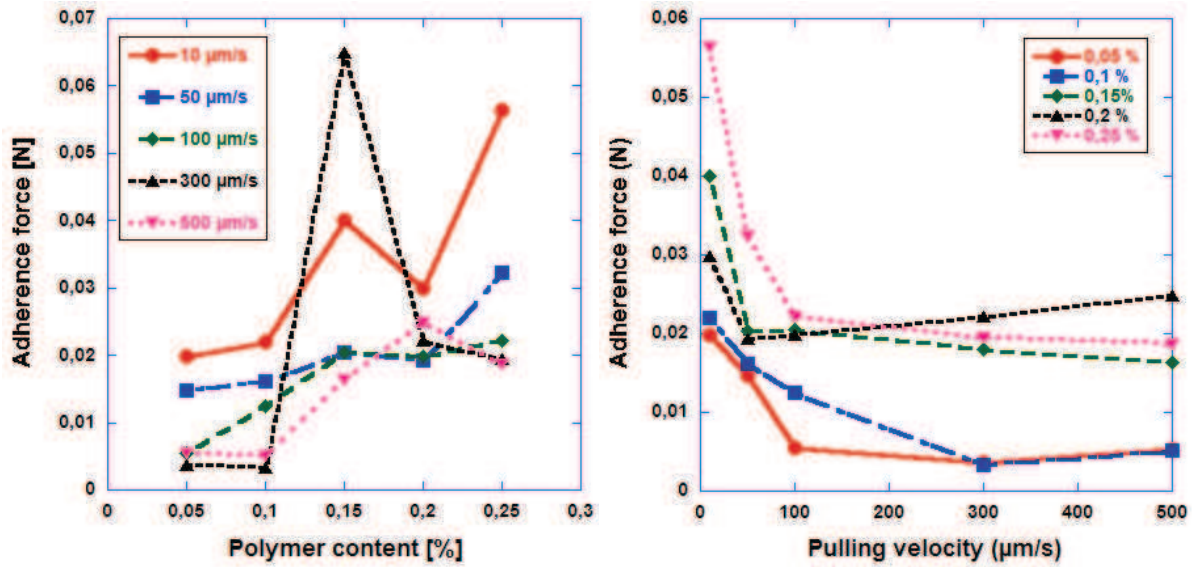 0,07
0,06
0,05
0,04
0,03
0,02
0,01
0
Adherence force [N]
10 µm/s
50 µm/s
100 µm/s
300 µm/s
500 µm/s
0 0,05 0,1 0,15 0,2 0,25 0,3
Polymer content [%]
0,06
0,05
0,04
0,03
0,02
0,01
0
Adherence force (N)
0,05 %
0,1 %
0,15%
0,2 %
0,25 %
0 100 200 300 400 500
Pulling velocity (µm/s)